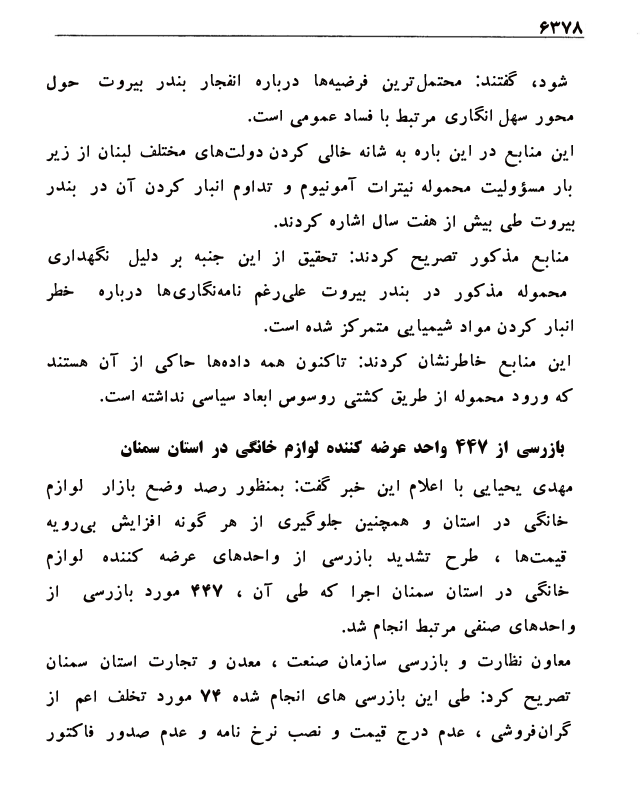 ۶۳۷۸
شود، گفتند: محتمل‌ترین فرضیه‌ها درباره انفجار بندر بیروت حول
محور سهل انگاری مرتبط با فساد عمومی است.
این منابع در این باره به شانه خالی کردن دولت‌های مختلف لبنان از زیر
بار مسؤولیت محموله نیترات آمونیوم و تداوم انبار کردن آن در بندر
بیروت طی بیش از هفت سال اشاره کردند.
منابع مذکور تصریح کردند: تحقیق از این جنبه بر دلیل نگهداری
محموله مذکور در بندر بیروت علی‌رغم نامه‌نگاری‌ها درباره خطر
انبار کردن مواد شیمیایی متمرکز شده است.
این منابع خاطرنشان کردند: تاکنون همه داده‌ها حاکی از آن هستند
که ورود محموله از طریق کشتی روسوس ابعاد سیاسی نداشته است.
بازرسی از ۴۴۷ واحد عرضه کننده لوازم خانگی در استان سمنان
مهدی یحیایی با اعلام این خبر گفت: بمنظور رصد وضع بازار لوازم
خانگی در استان و همچنین جلوگیری از هر گونه افزایش بی‌رویه
قیمت‌ها ، طرح تشدید بازرسی از واحدهای عرضه کننده لوازم
خانگی در استان سمنان اجرا که طی آن ، ۴۴۷ مورد بازرسی از
واحدهای صنفی مرتبط انجام شد.
معاون نظارت و بازرسی سازمان صنعت ، معدن و تجارت استان سمنان
تصریح کرد: طی این بازرسی های انجام شده ۷۴ مورد تخلف اعم از
گران‌فروشی ، عدم درج قیمت و نصب نرخ نامه و عدم صدور فاکتور